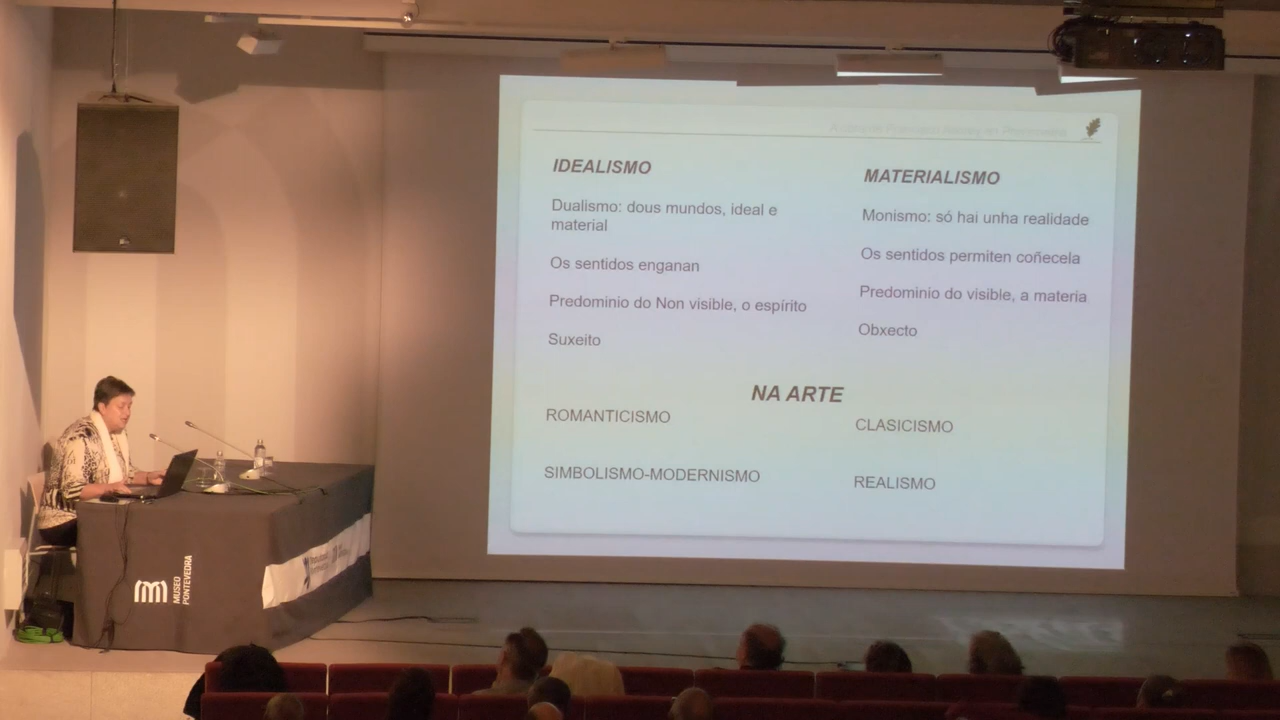 IDEALISMO
Dualismo: dous mundos, ideal e
material
Os sentidos enganan
Predominio do Non visible, o espírito
Suxeito
MATERIALISMO
Monismo: só hai unha realidade
Os sentidos permiten coñecela
Predominio do visible, a materia
Obxecto
NA ARTE
ROMANTICISMO
CLASICISMO
SIMBOLISMO-MODERNISMO
REALISMO
MUSEO
PONTEVEDRA